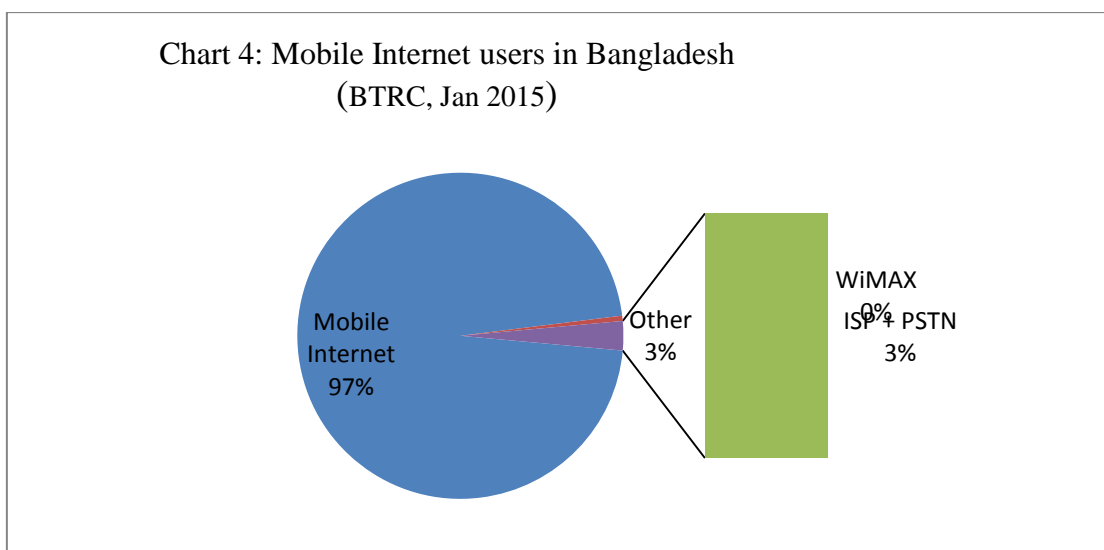 Chart 4: Mobile Internet users in Bangladesh
(BTRC, Jan 2015)
Mobile
Internet
97%
Other
3%
WiMAX
0%
ISP + PSTN
3%